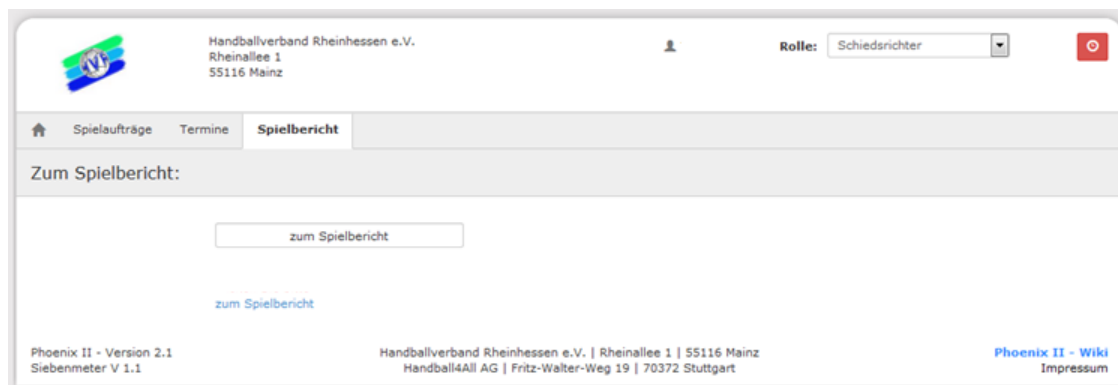 Handballverband Rheinhessen e.V.
Rheinallee 1
55116 Mainz
Rolle: Schiedsrichter
Spielaufträge Termine Spielbericht
Zum Spielbericht:
zum Spielbericht
zum Spielbericht
Phoenix II - Version 2.1
Siebenmeter V 1.1
Handballverband Rheinhessen e.V. | Rheinallee 1 | 55116 Mainz
Handball4All AG | Fritz-Walter-Weg 19 | 70372 Stuttgart
Phoenix II - Wiki
Impressum